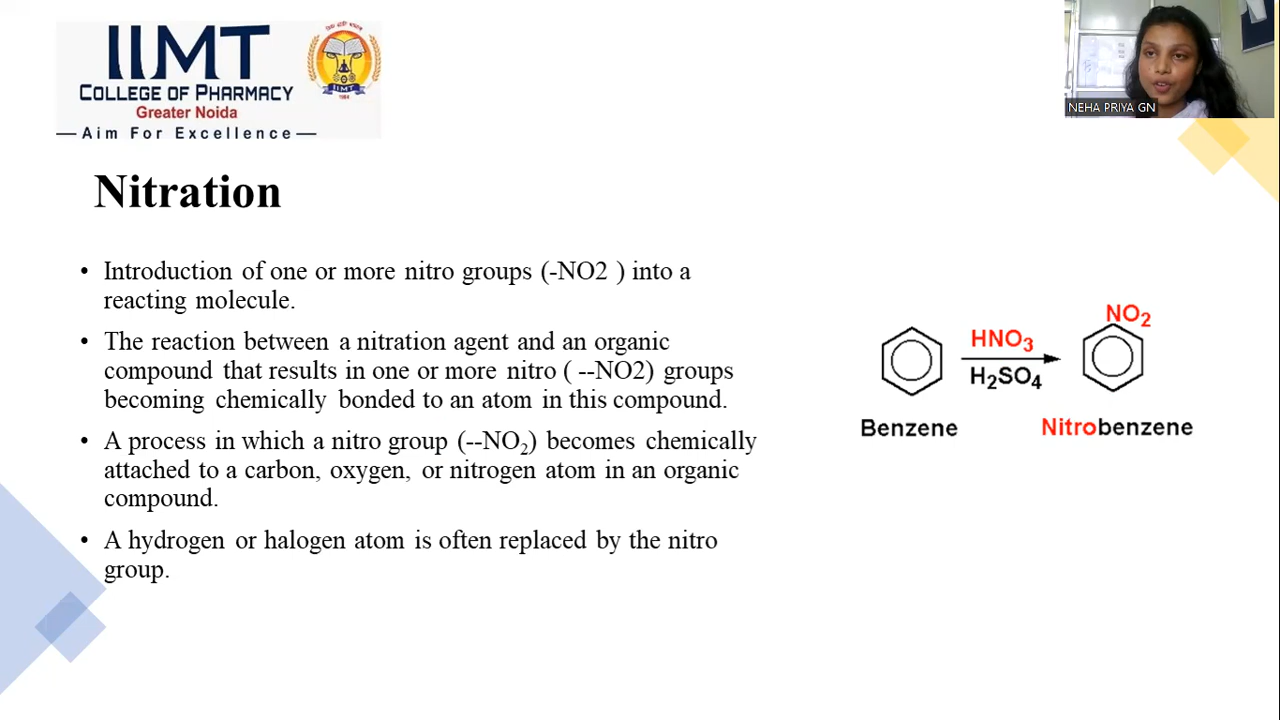 IIMT
COLLEGE OF PHARMACY
Greater Noida
—Aim For Excellence—
IIMT
NEHA PRIYA GN
Nitration
• Introduction of one or more nitro groups (-NO2 ) into a
reacting molecule.
• The reaction between a nitration agent and an organic
compound that results in one or more nitro ( --NO2) groups
becoming chemically bonded to an atom in this compound.
• A process in which a nitro group (--NO₂) becomes chemically
attached to a carbon, oxygen, or nitrogen atom in an organic
compound.
• A hydrogen or halogen atom is often replaced by the nitro
group.
NO₂
HNO₃
H₂SO₄
Benzene
Nitrobenzene